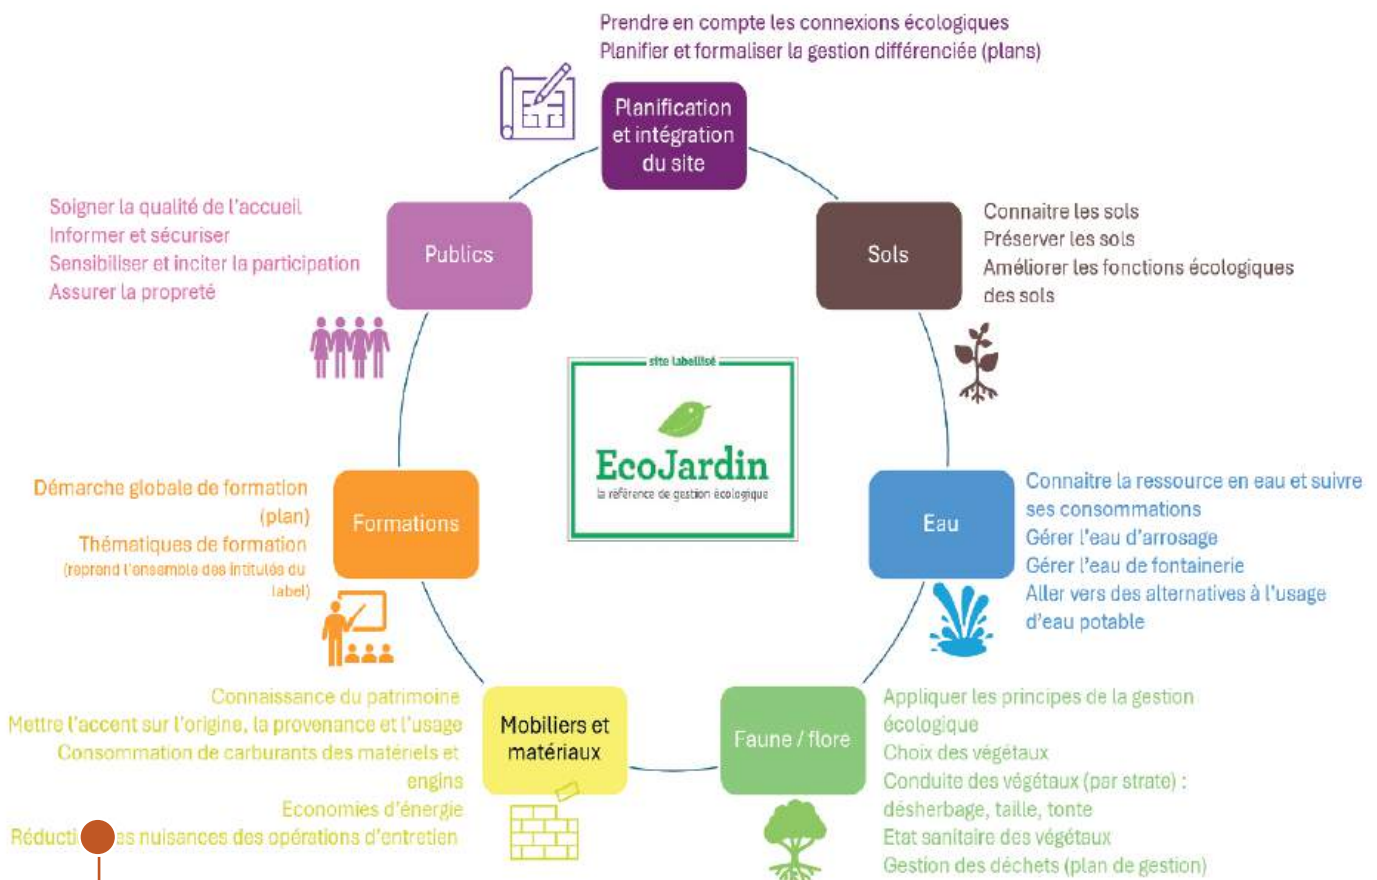 Prendre en compte les connexions écologiques
Planifier et formaliser la gestion différenciée (plans)
Planification
et intégration
du site
Soigner la qualité de l'accueil
Informer et sécuriser
Sensibiliser et inciter la participation
Assurer la propreté
Publics
Sols
Connaitre les sols
Préserver les sols
Améliorer les fonctions écologiques
des sols
site labellisé
EcoJardin
la référence de gestion écologique
Démarche globale de formation
(plan)
Thématiques de formation
(reprend l'ensemble des intitulés du
label)
Formations
Eau
Connaitre la ressource en eau et suivre
ses consommations
Gérer l'eau d'arrosage
Gérer l'eau de fontainerie
Aller vers des alternatives à l'usage
d'eau potable
Connaissance du patrimoine
Mettre l'accent sur l'origine, la provenance et l'usage
Consommation de carburants des matériels et
engins
Economies d'énergie
nuisances des opérations d'entretien
Mobiliers et
matériaux
Faune / flore
Appliquer les principes de la gestion
écologique
Choix des végétaux
Conduite des végétaux (par strate) :
désherbage, taille, tonte
Etat sanitaire des végétaux
Gestion des déchets (plan de gestion)